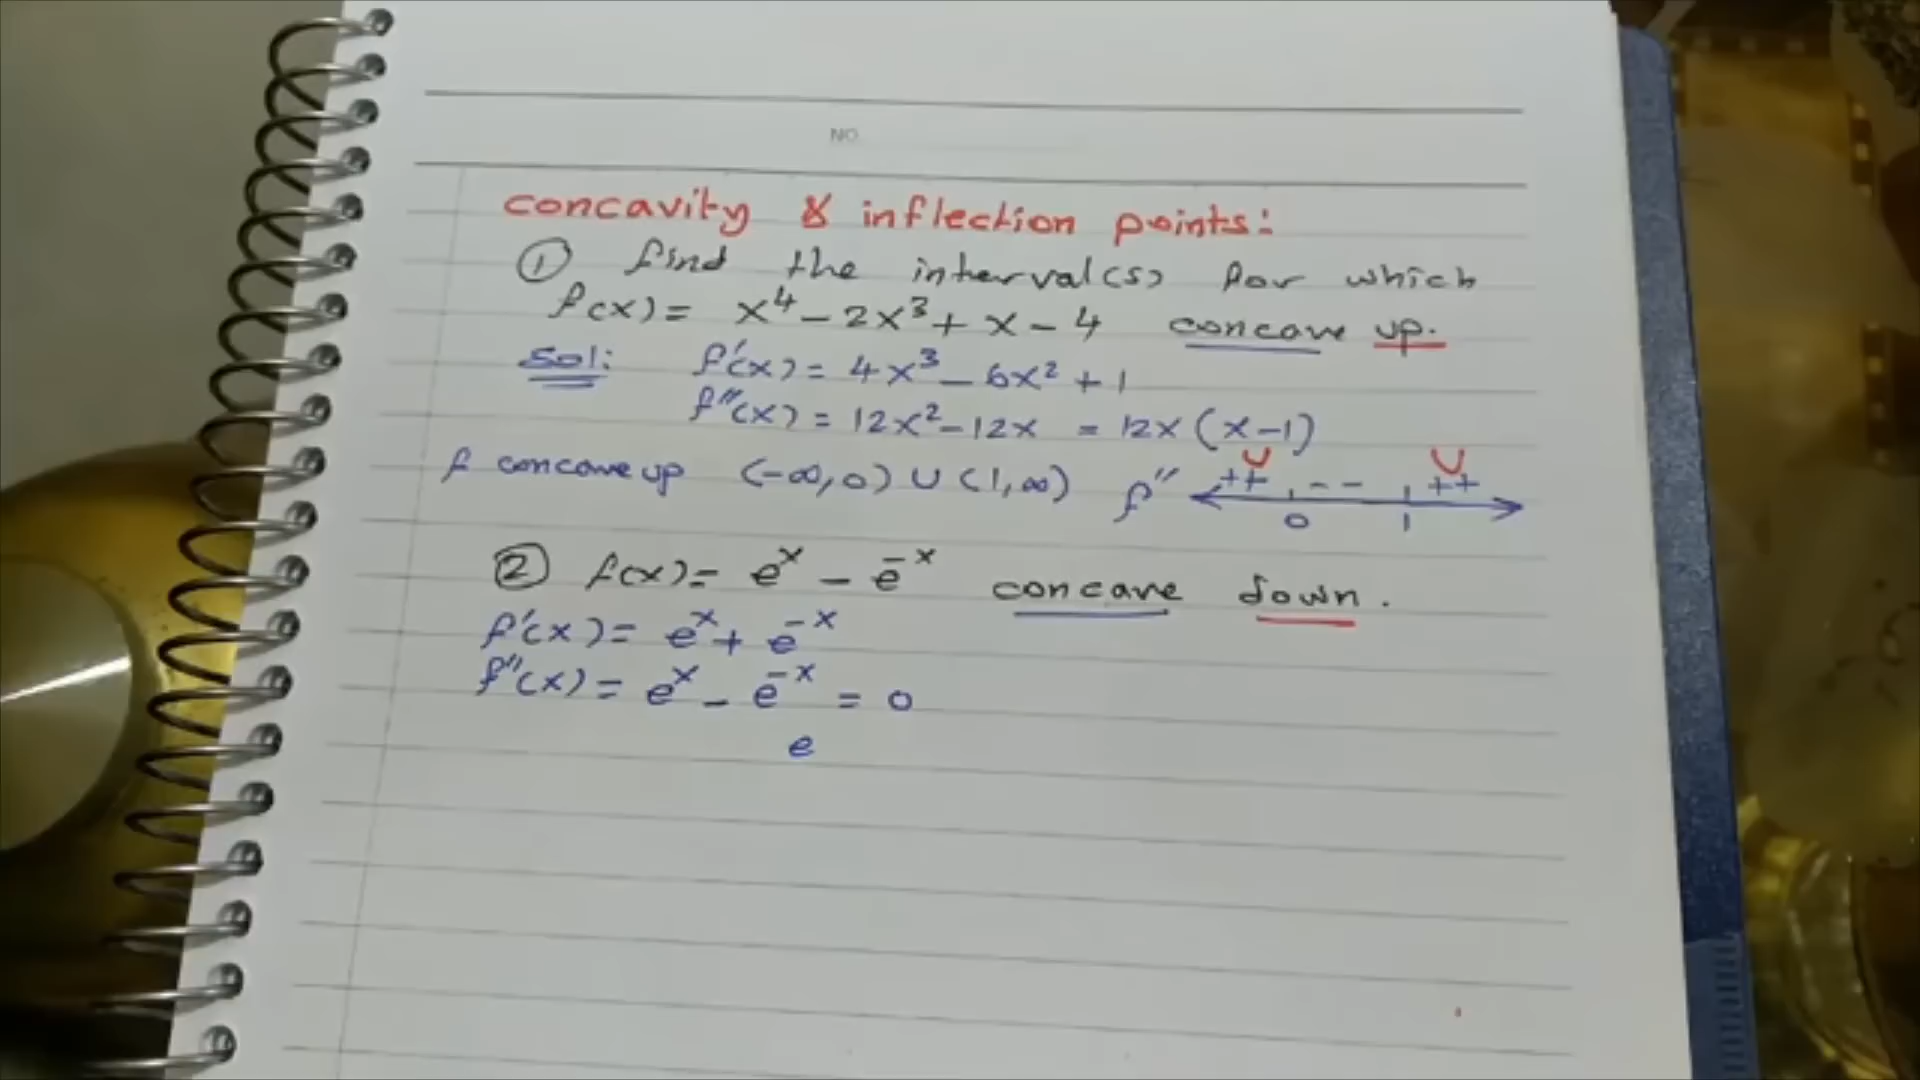 NO.
concavity & inflection points:
① find the interval(s) for which
f(x) = x⁴ - 2x³ + x - 4 concave up.
Sol: f'(x) = 4x³ - 6x² + 1
f''(x) = 12x² - 12x = 12x (x-1)
f concave up (-∞,0) ∪ (1,∞) f'' ++ - - ++
0 1
② f(x) = eˣ - e⁻ˣ concave down.
f'(x) = eˣ + e⁻ˣ
f''(x) = eˣ - e⁻ˣ = 0
e